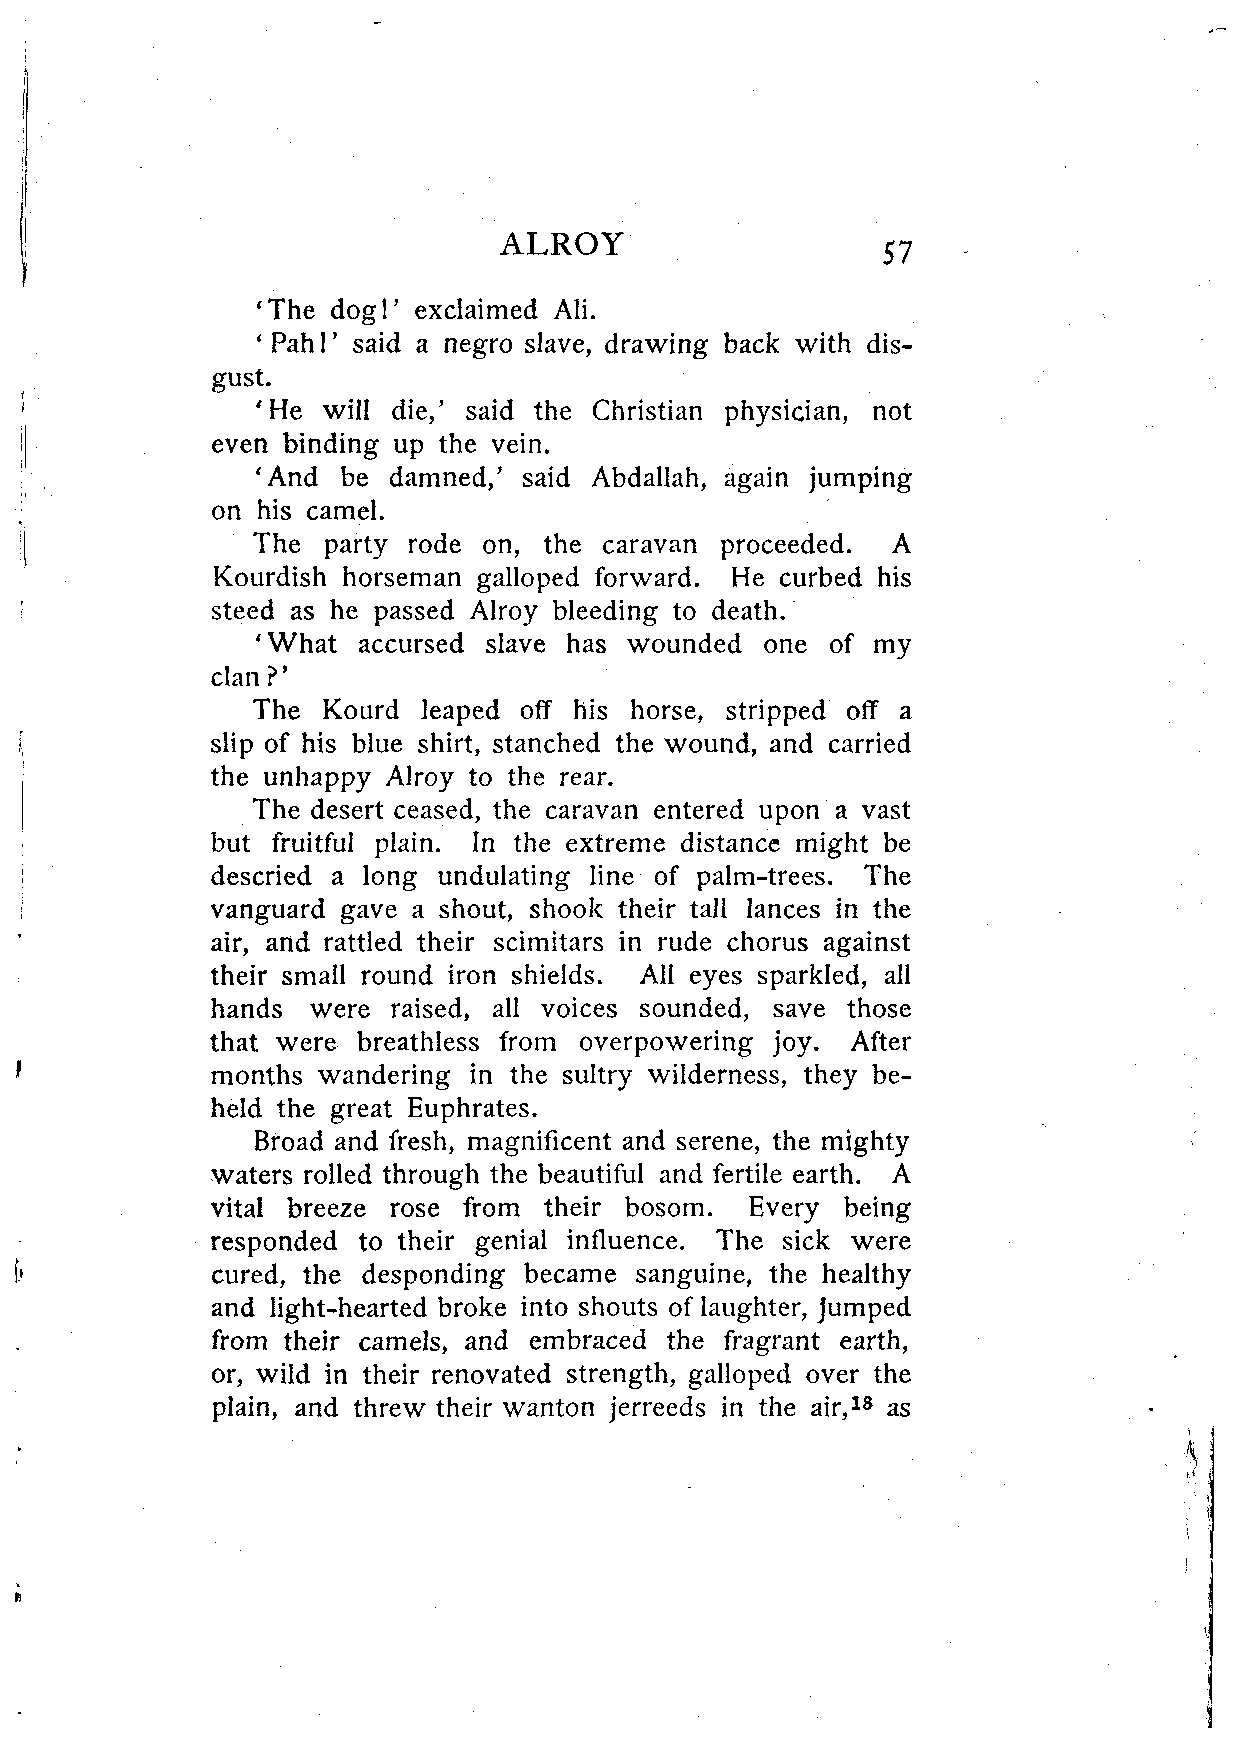 ALROY 57
'The dog!' exclaimed Ali.
'Pah!' said a negro slave, drawing back with dis-
gust.
'He will die,' said the Christian physician, not
even binding up the vein.
'And be damned,' said Abdallah, again jumping
on his camel.
The party rode on, the caravan proceeded. A
Kourdish horseman galloped forward. He curbed his
steed as he passed Alroy bleeding to death.
'What accursed slave has wounded one of my
clan?'
The Kourd leaped off his horse, stripped off a
slip of his blue shirt, stanched the wound, and carried
the unhappy Alroy to the rear.
The desert ceased, the caravan entered upon a vast
but fruitful plain. In the extreme distance might be
descried a long undulating line of palm-trees. The
vanguard gave a shout, shook their tall lances in the
air, and rattled their scimitars in rude chorus against
their small round iron shields. All eyes sparkled, all
hands were raised, all voices sounded, save those
that were breathless from overpowering joy. After
months wandering in the sultry wilderness, they be-
held the great Euphrates.
Broad and fresh, magnificent and serene, the mighty
waters rolled through the beautiful and fertile earth. A
vital breeze rose from their bosom. Every being
responded to their genial influence. The sick were
cured, the desponding became sanguine, the healthy
and light-hearted broke into shouts of laughter, jumped
from their camels, and embraced the fragrant earth,
or, wild in their renovated strength, galloped over the
plain, and threw their wanton jerreeds in the air,¹⁸ as